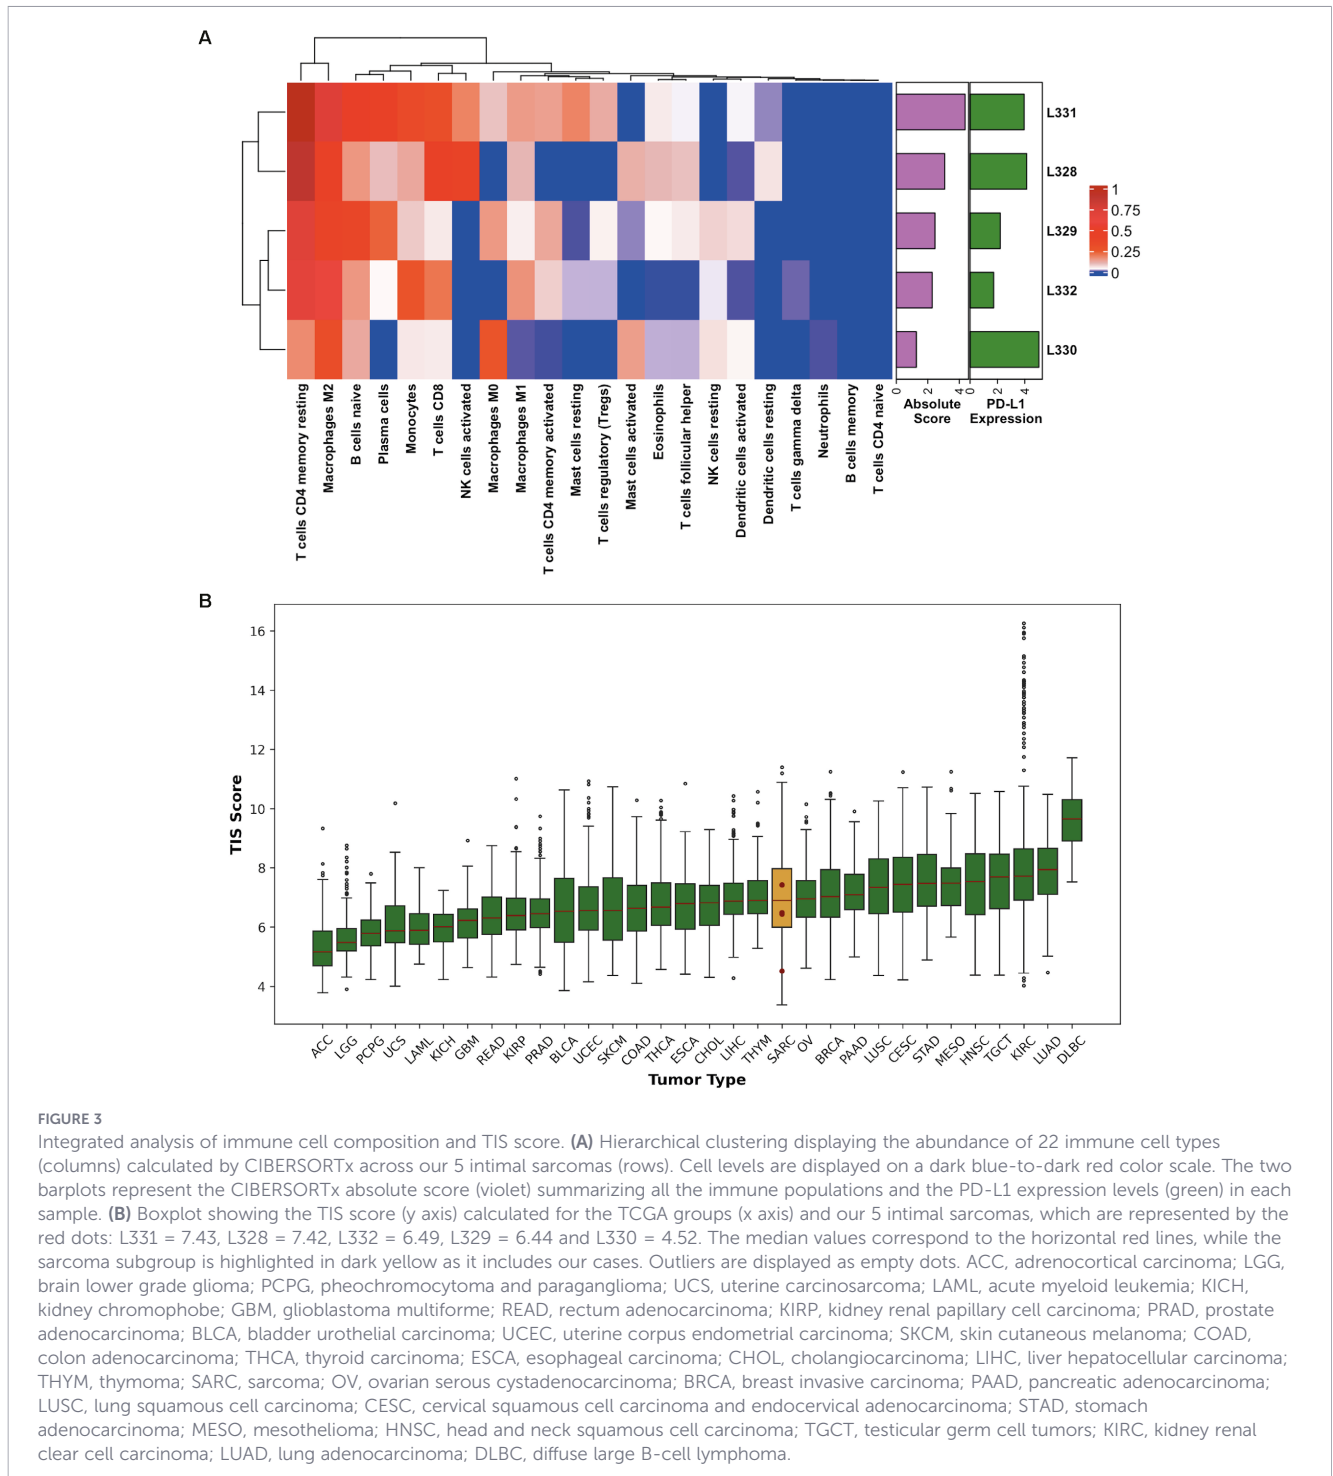 A
L331
L328
L329
L332
L330
1
0.75
0.5
0.25
0
T cells CD4 memory resting
Macrophages M2
B cells naive
Plasma cells
Monocytes
T cells CD8
NK cells activated
Macrophages M0
Macrophages M1
T cells CD4 memory activated
Mast cells resting
T cells regulatory (Tregs)
Mast cells activated
Eosinophils
T cells follicular helper
NK cells resting
Dendritic cells activated
Dendritic cells resting
T cells gamma delta
Neutrophils
B cells memory
T cells CD4 naive
0 2 4
Absolute
Score
0 2 4
PD-L1
Expression
B
TIS Score
16
14
12
10
8
6
4
ACC LGG PCPG UCS LAML KICH GBM READ KIRP PRAD BLCA UCEC SKCM COAD THCA ESCA CHOL LIHC THYM SARC OV BRCA PAAD LUSC CESC STAD MESO HNSC TGCT KIRC LUAD DLBC
Tumor Type
FIGURE 3
Integrated analysis of immune cell composition and TIS score. (A) Hierarchical clustering displaying the abundance of 22 immune cell types
(columns) calculated by CIBERSORTx across our 5 intimal sarcomas (rows). Cell levels are displayed on a dark blue-to-dark red color scale. The two
barplots represent the CIBERSORTx absolute score (violet) summarizing all the immune populations and the PD-L1 expression levels (green) in each
sample. (B) Boxplot showing the TIS score (y axis) calculated for the TCGA groups (x axis) and our 5 intimal sarcomas, which are represented by the
red dots: L331 = 7.43, L328 = 7.42, L332 = 6.49, L329 = 6.44 and L330 = 4.52. The median values correspond to the horizontal red lines, while the
sarcoma subgroup is highlighted in dark yellow as it includes our cases. Outliers are displayed as empty dots. ACC, adrenocortical carcinoma; LGG,
brain lower grade glioma; PCPG, pheochromocytoma and paraganglioma; UCS, uterine carcinosarcoma; LAML, acute myeloid leukemia; KICH,
kidney chromophobe; GBM, glioblastoma multiforme; READ, rectum adenocarcinoma; KIRP, kidney renal papillary cell carcinoma; PRAD, prostate
adenocarcinoma; BLCA, bladder urothelial carcinoma; UCEC, uterine corpus endometrial carcinoma; SKCM, skin cutaneous melanoma; COAD,
colon adenocarcinoma; THCA, thyroid carcinoma; ESCA, esophageal carcinoma; CHOL, cholangiocarcinoma; LIHC, liver hepatocellular carcinoma;
THYM, thymoma; SARC, sarcoma; OV, ovarian serous cystadenocarcinoma; BRCA, breast invasive carcinoma; PAAD, pancreatic adenocarcinoma;
LUSC, lung squamous cell carcinoma; CESC, cervical squamous cell carcinoma and endocervical adenocarcinoma; STAD, stomach
adenocarcinoma; MESO, mesothelioma; HNSC, head and neck squamous cell carcinoma; TGCT, testicular germ cell tumors; KIRC, kidney renal
clear cell carcinoma; LUAD, lung adenocarcinoma; DLBC, diffuse large B-cell lymphoma.